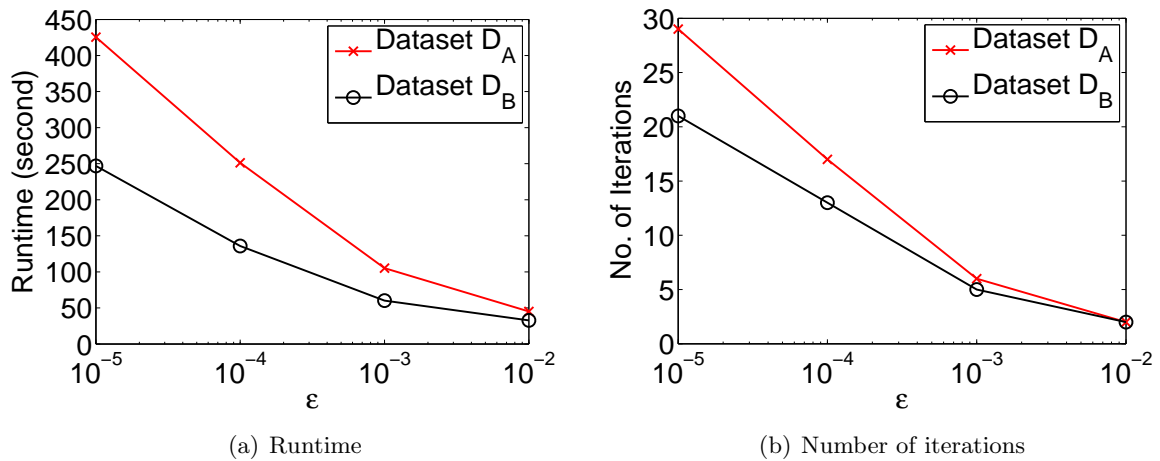 450
400
350
300
250
200
150
100
50
0
Runtime (second)
Dataset D_A
Dataset D_B
10^−5
10^−4
10^−3
10^−2
ε
(a) Runtime
30
25
20
15
10
5
0
No. of Iterations
Dataset D_A
Dataset D_B
10^−5
10^−4
10^−3
10^−2
ε
(b) Number of iterations